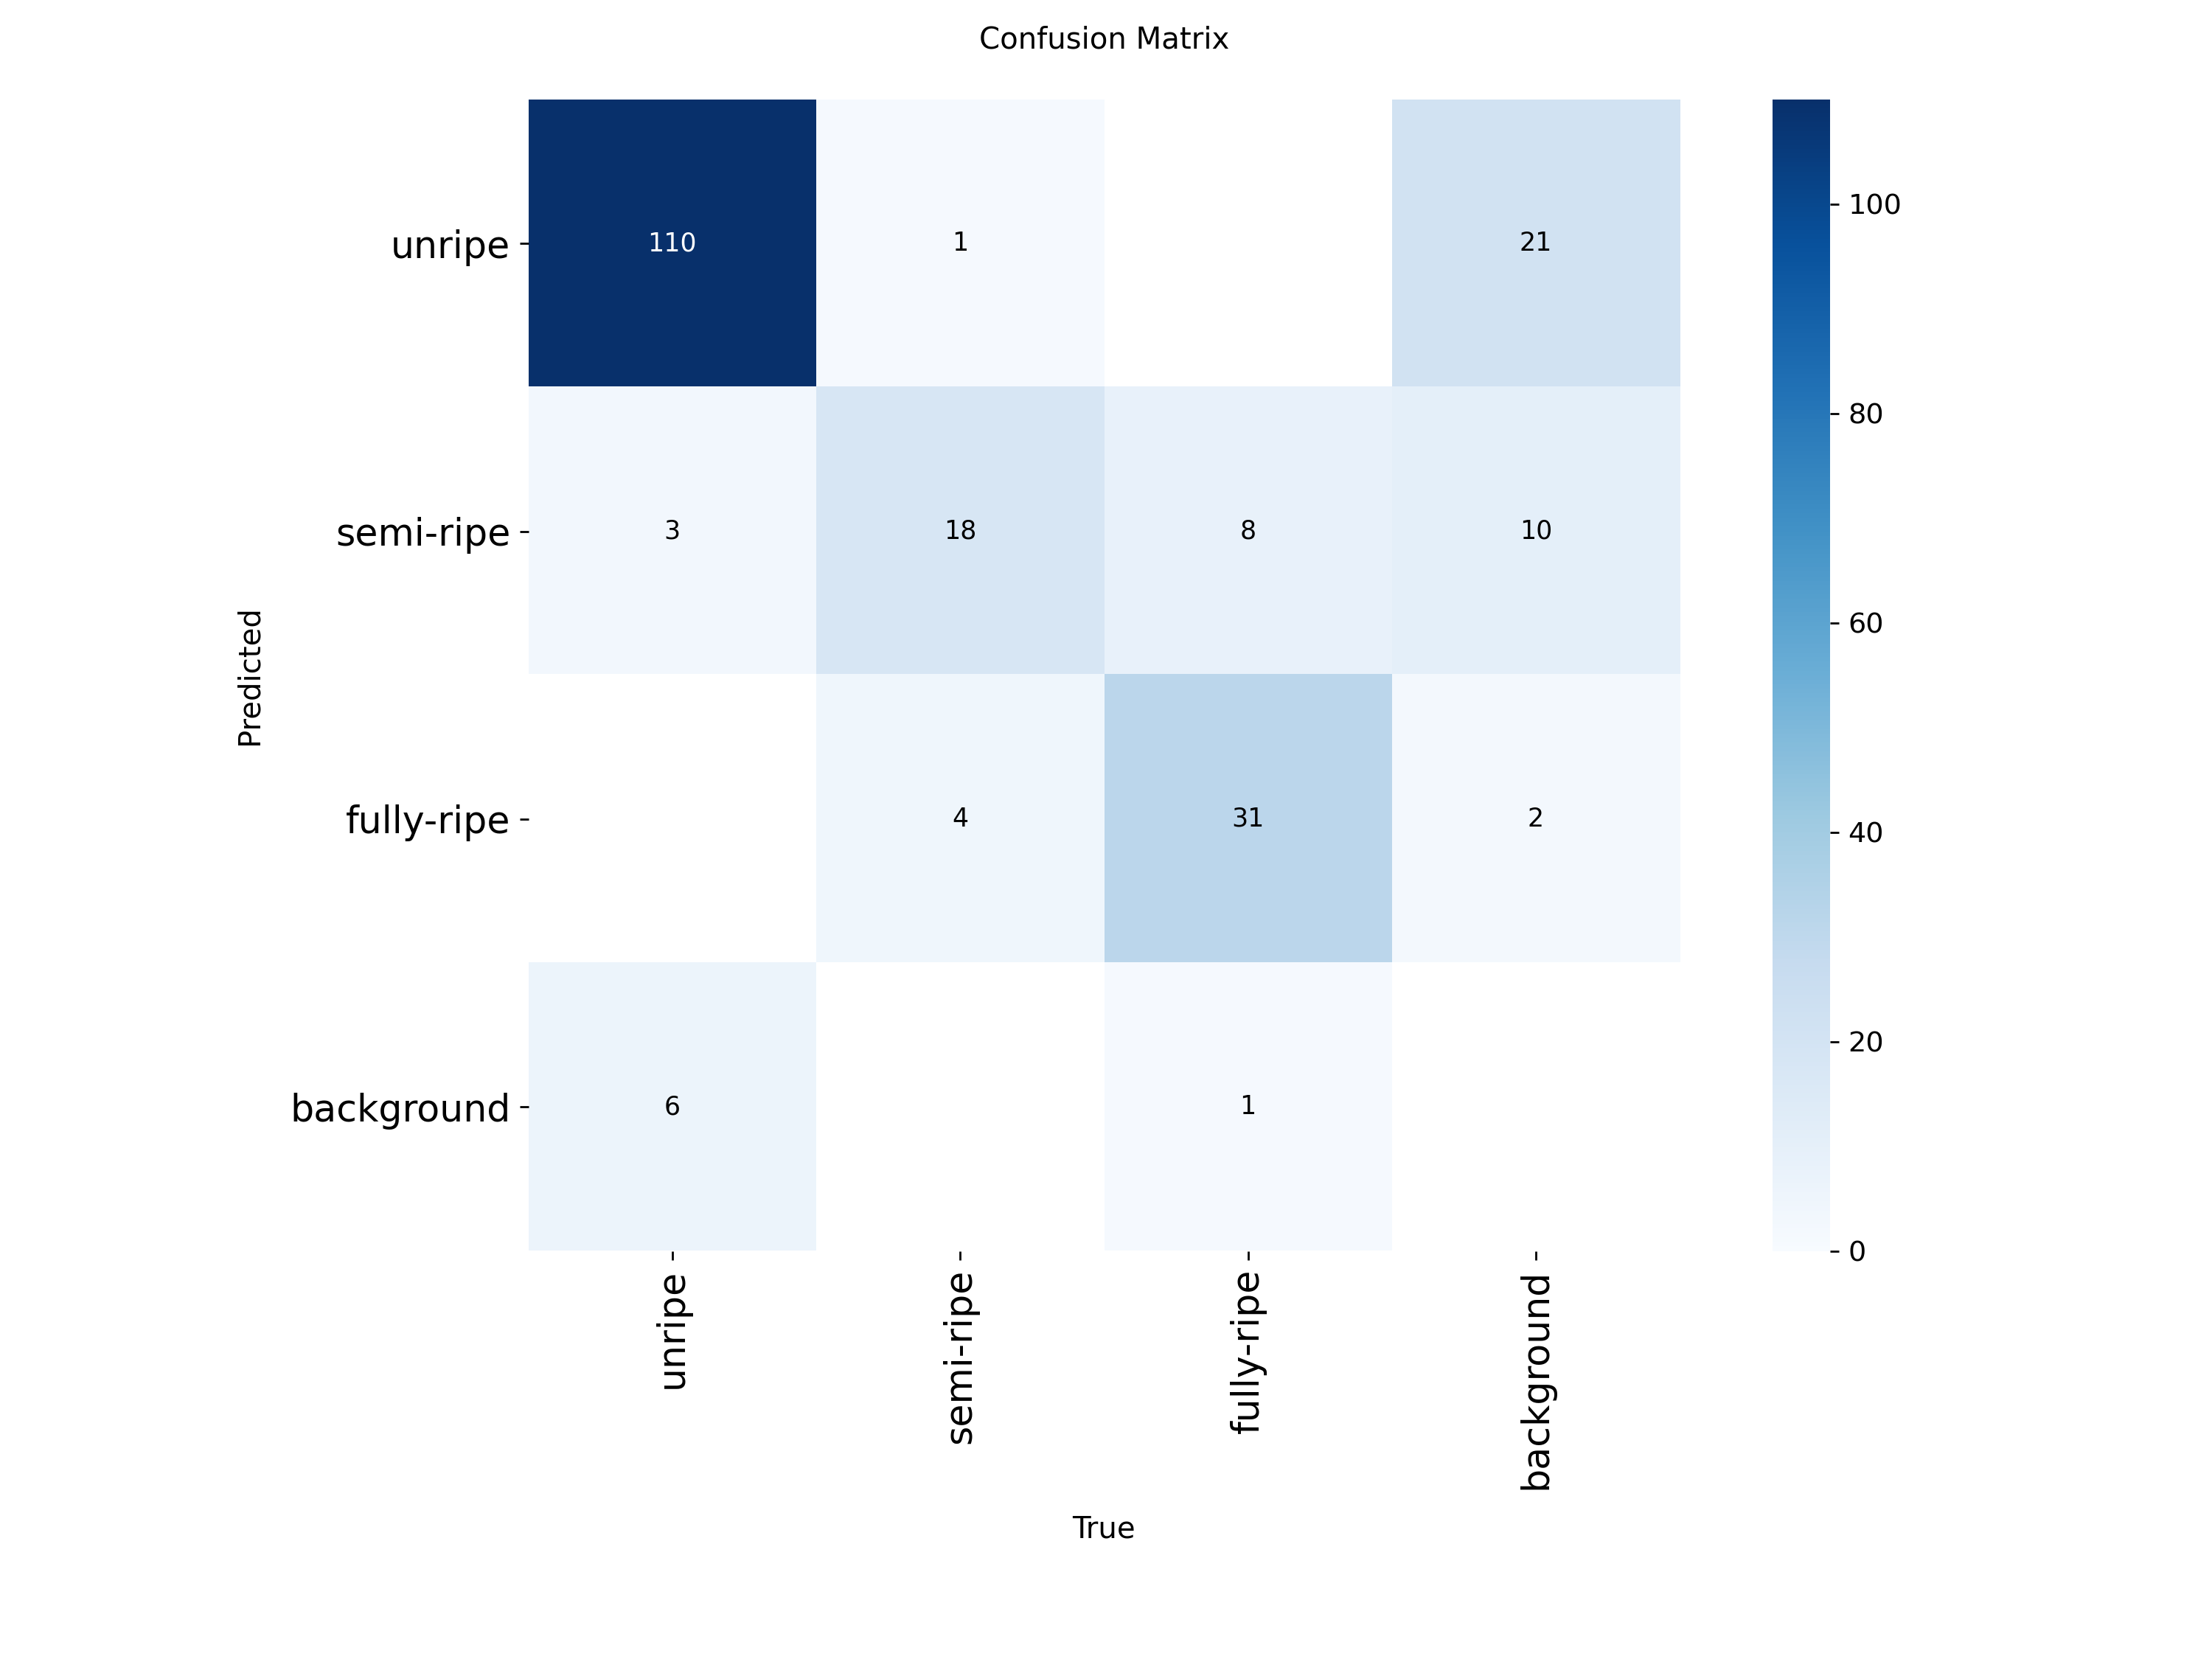 Confusion Matrix
unripe
110
1
21
semi-ripe
3
18
8
10
fully-ripe
4
31
2
background
6
1
Predicted
unripe
semi-ripe
fully-ripe
background
True
100
80
60
40
20
0